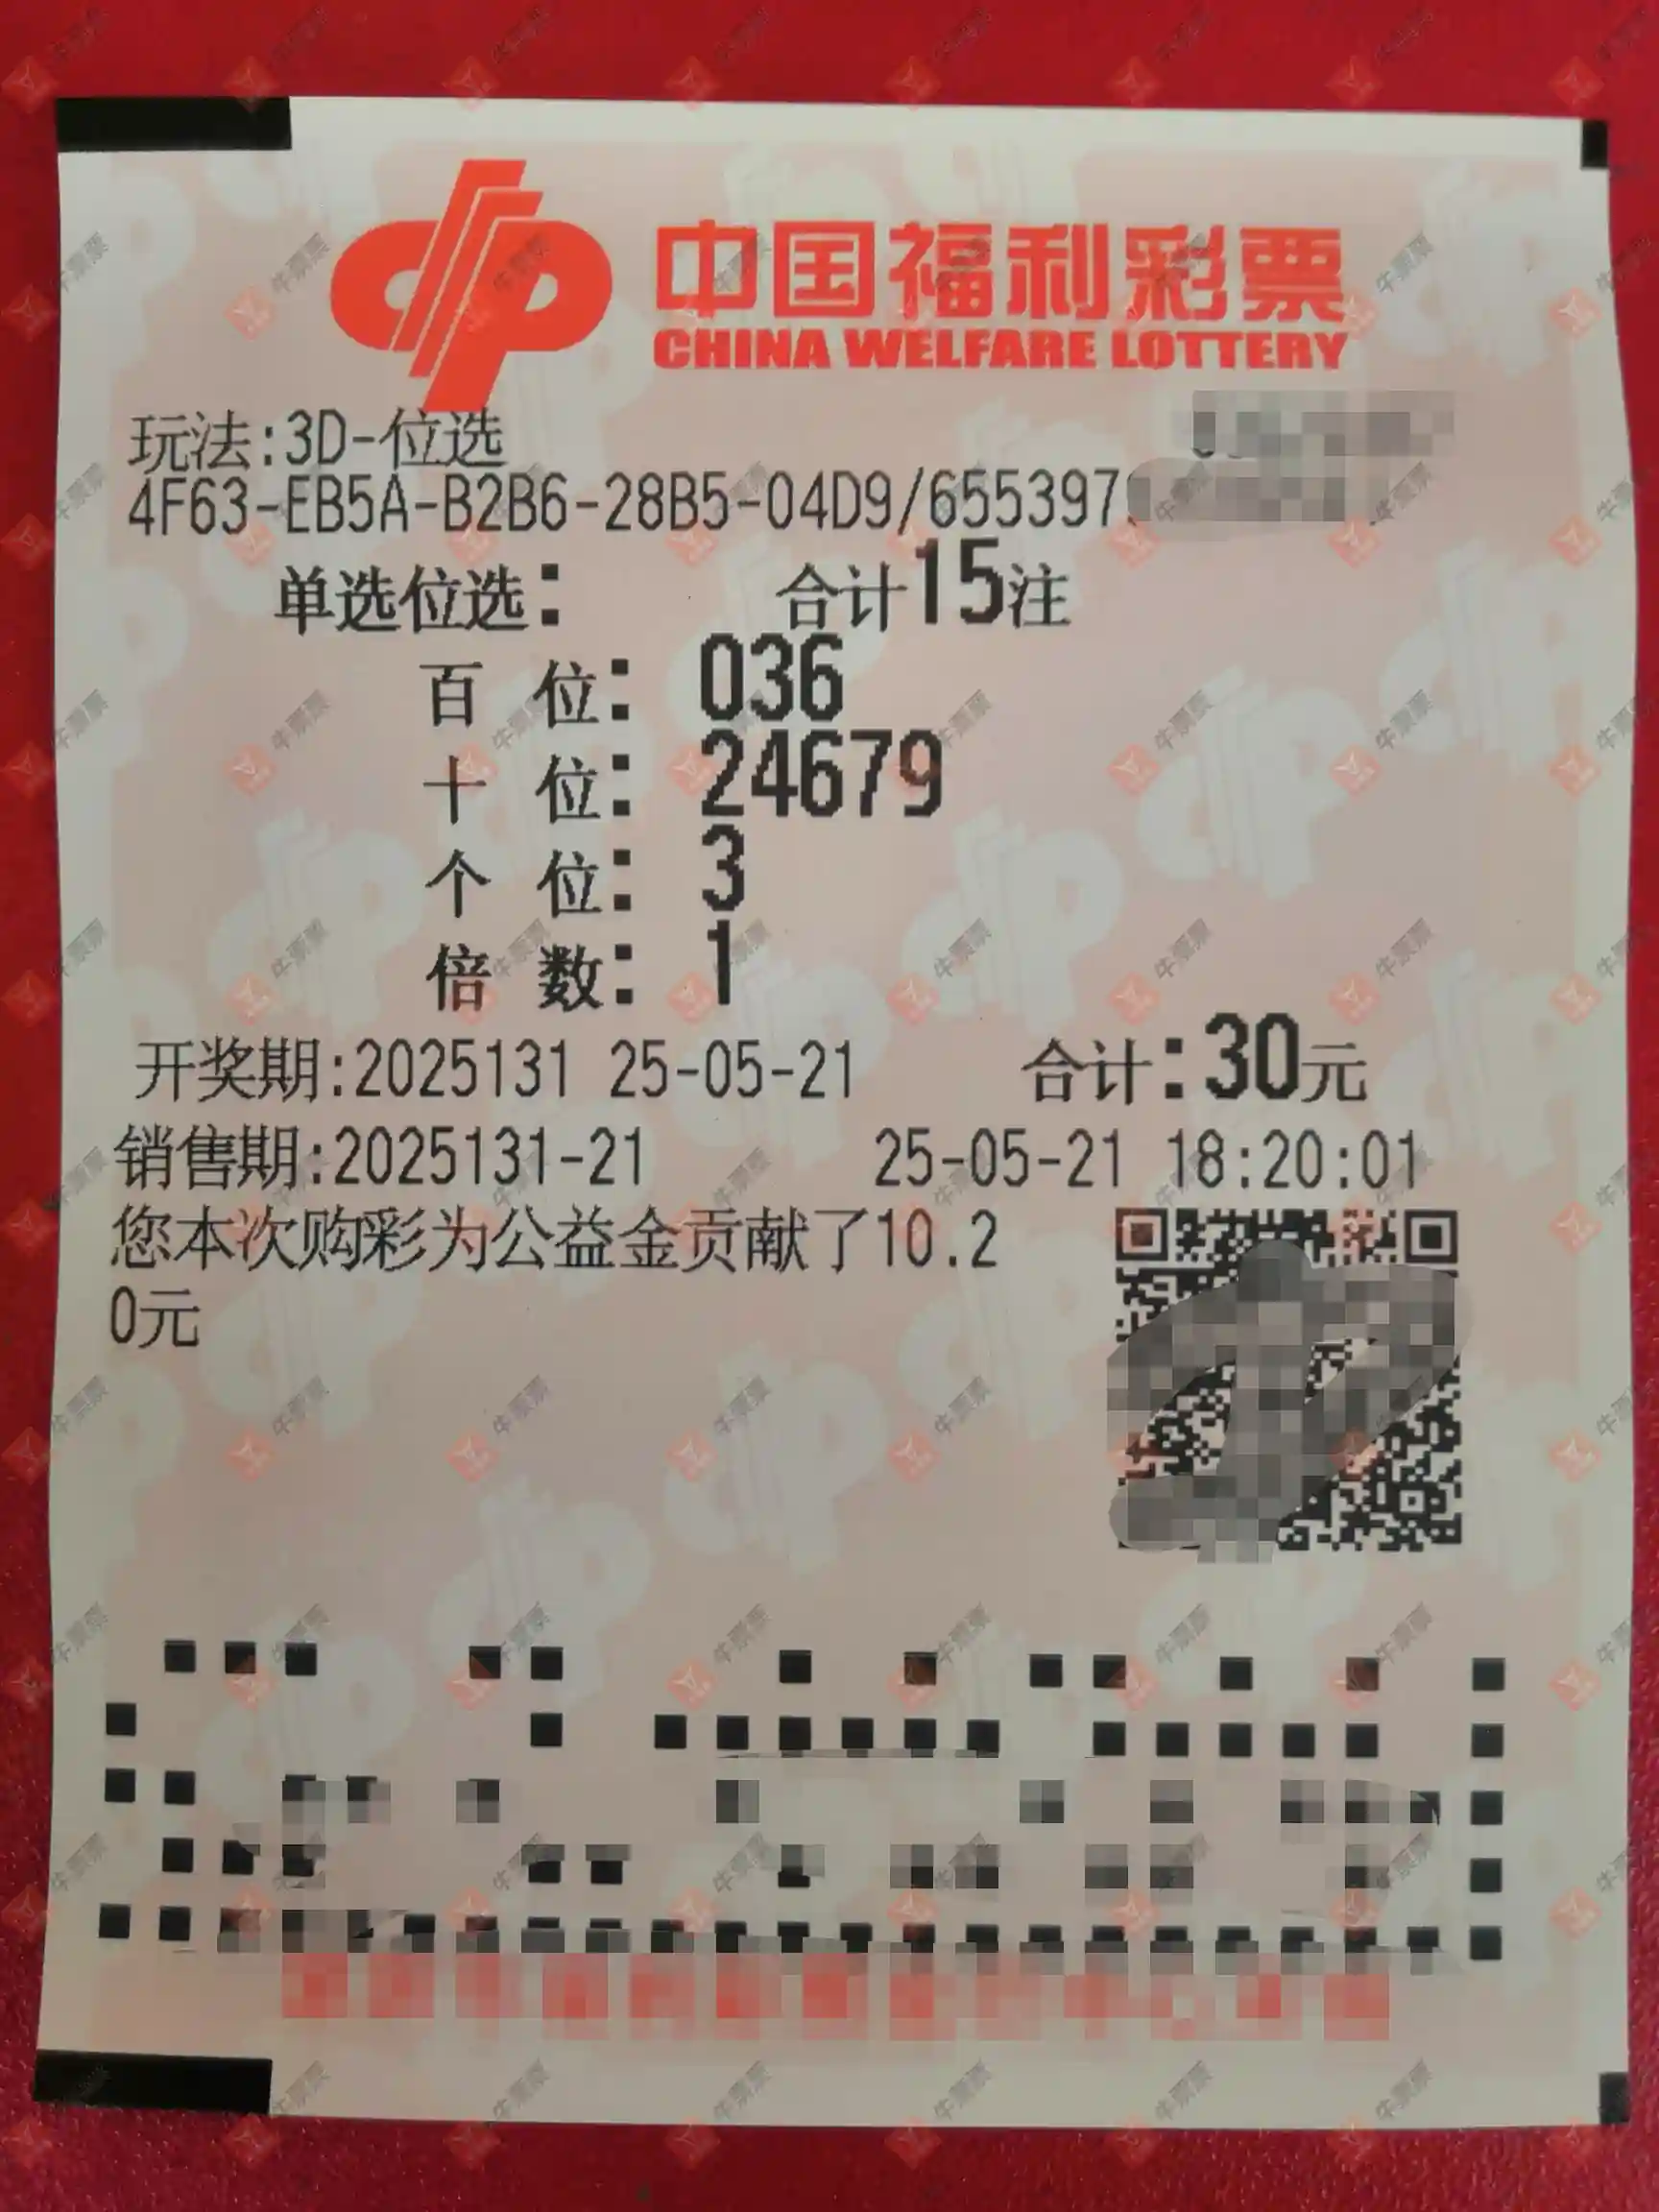 中国福利彩票
CHINA WELFARE LOTTERY
玩法:3D-位选
4F63-EB5A-B2B6-28B5-04D9/655397
单选位选: 合计15注
百 位: 036
十 位: 24679
个 位: 3
倍 数: 1
开奖期:2025131 25-05-21 合计:30元
销售期:2025131-21 25-05-21 18:20:01
您本次购彩为公益金贡献了10.2
0元
牛票票